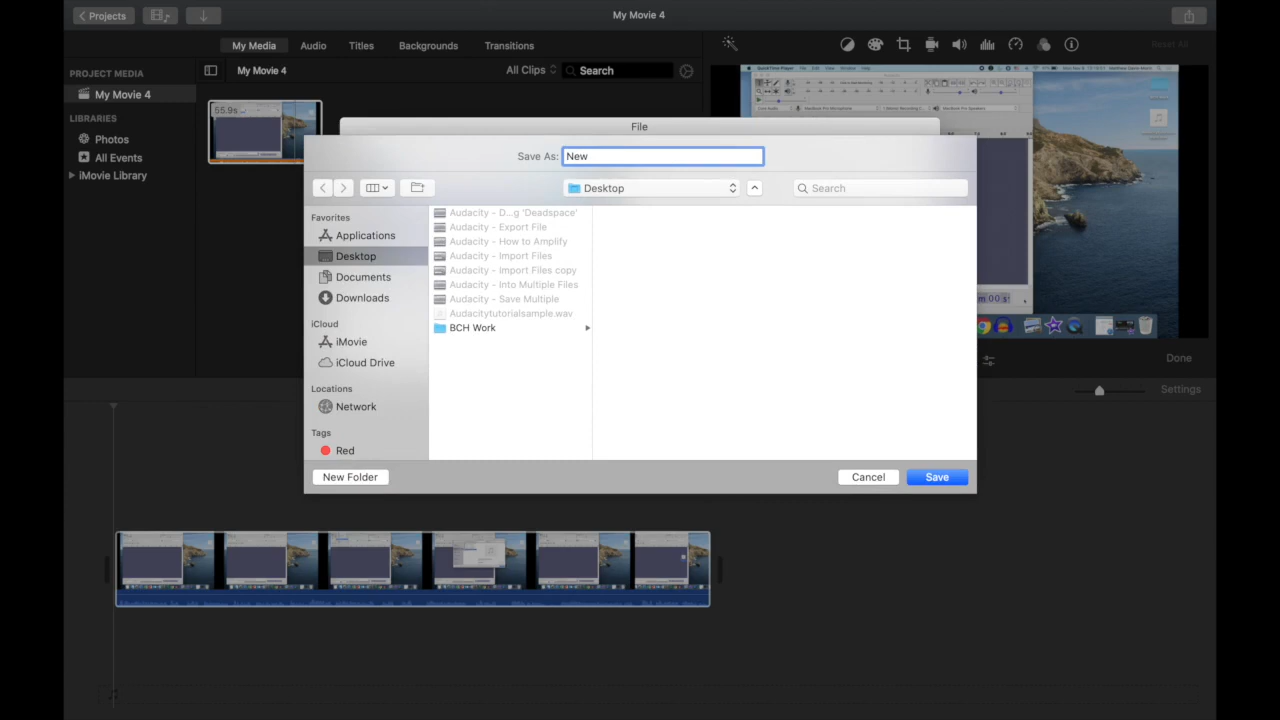 Projects
My Movie 4
My Media
Audio
Titles
Backgrounds
Transitions
Reset All
PROJECT MEDIA
My Movie 4
LIBRARIES
Photos
All Events
iMovie Library
My Movie 4
All Clips
Search
55.9s
File
Save As: New
Desktop
Search
Favorites
Applications
Desktop
Documents
Downloads
iCloud
iMovie
iCloud Drive
Locations
Network
Tags
Red
Audacity - D...g 'Deadspace'
Audacity - Export File
Audacity - How to Amplify
Audacity - Import Files
Audacity - Import Files copy
Audacity - Into Multiple Files
Audacity - Save Multiple
Audacitytutorialsample.wav
BCH Work
New Folder
Cancel
Save
Done
Settings